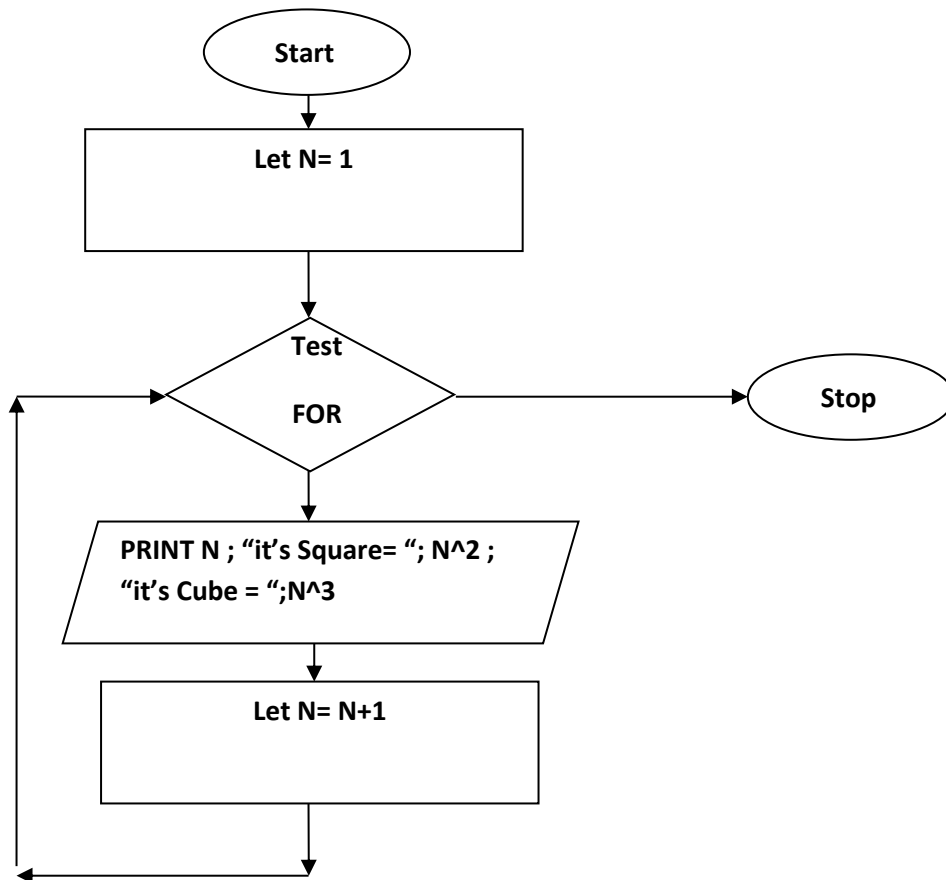 Start
Let N= 1
Test
FOR
Stop
PRINT N ; “it’s Square= “; N^2 ;
“it’s Cube = “;N^3
Let N= N+1